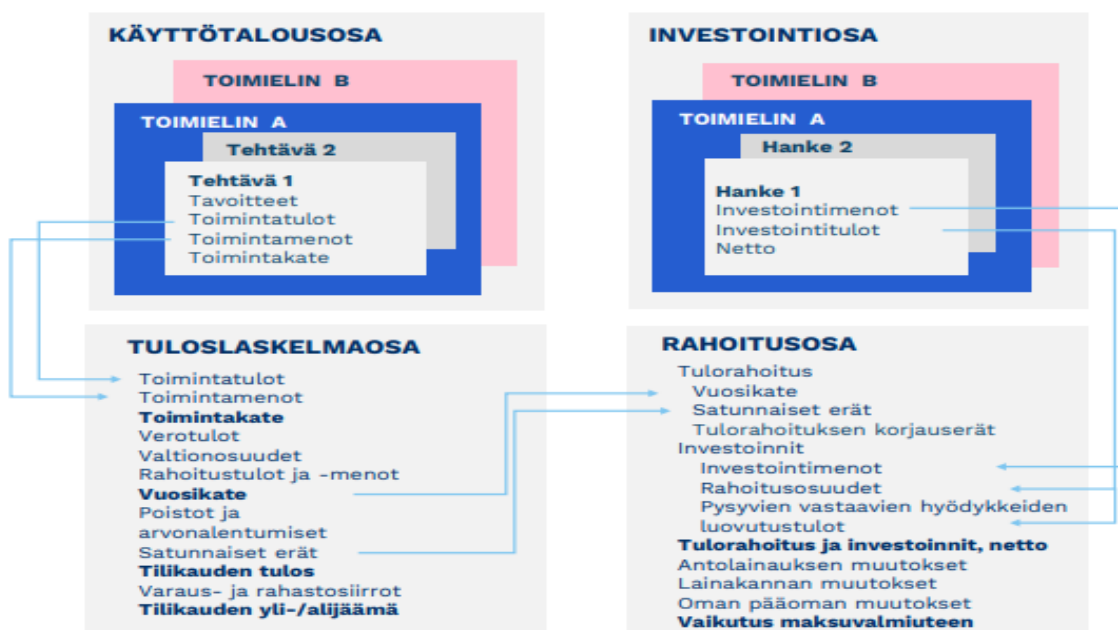 KÄYTTÖTALOUSOSA
TOIMIELIN B
TOIMIELIN A
Tehtävä 2
Tehtävä 1
Tavoitteet
Toimintatulot
Toimintamenot
Toimintakate
INVESTOINTIOSA
TOIMIELIN B
TOIMIELIN A
Hanke 2
Hanke 1
Investointimenot
Investointitulot
Netto
TULOSLASKELMAOSA
Toimintatulot
Toimintamenot
Toimintakate
Verotulot
Valtionosuudet
Rahoitustulot ja -menot
Vuosikate
Poistot ja
arvonalentumiset
Satunnaiset erät
Tilikauden tulos
Varaus- ja rahastosiirrot
Tilikauden yli-/alijäämä
RAHOITUSOSA
Tulorahoitus
Vuosikate
Satunnaiset erät
Tulorahoituksen korjauserät
Investoinnit
Investointimenot
Rahoitusosuudet
Pysyvien vastaavien hyödykkeiden
luovutustulot
Tulorahoitus ja investoinnit, netto
Antolainauksen muutokset
Lainakannan muutokset
Oman pääoman muutokset
Vaikutus maksuvalmiuteen